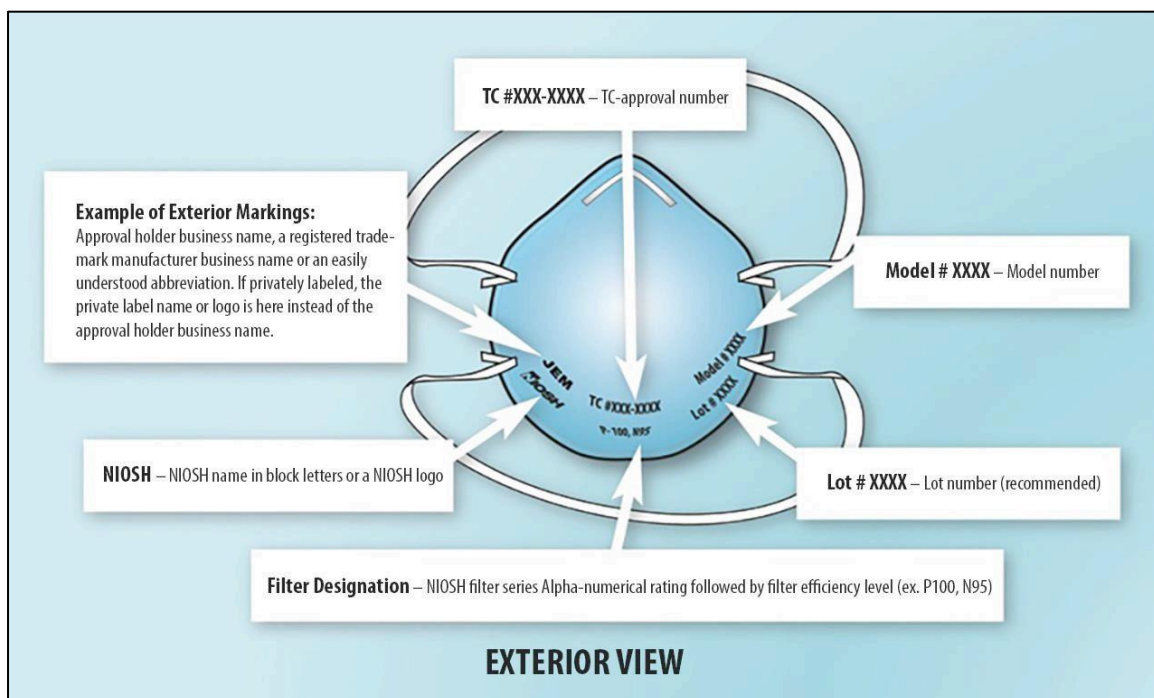 TC #XXX-XXXX – TC-approval number
Example of Exterior Markings:
Approval holder business name, a registered trade-
mark manufacturer business name or an easily
understood abbreviation. If privately labeled, the
private label name or logo is here instead of the
approval holder business name.
Model # XXXX – Model number
JEM
NIOSH
TC #XXX-XXXX
P-100, N95
Model # XXXX
Lot # XXXX
NIOSH – NIOSH name in block letters or a NIOSH logo
Lot # XXXX – Lot number (recommended)
Filter Designation – NIOSH filter series Alpha-numerical rating followed by filter efficiency level (ex. P100, N95)
EXTERIOR VIEW